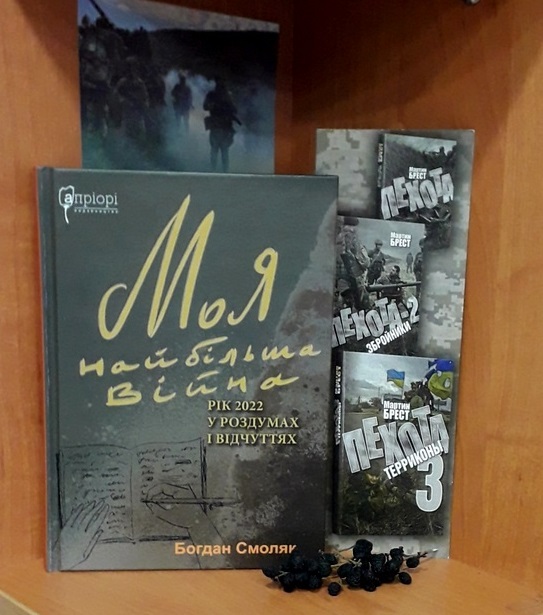 апріорі
видавництво
Моя
найбільша
війна
РІК 2022
У РОЗДУМАХ
І ВІДЧУТТЯХ
Богдан Смоляк
Мартин
БРЕСТ
ПЕХОТА
Мартин
БРЕСТ
ПЕХОТА-2
ЗБРОЙНИКИ
Мартин
БРЕСТ
ПЕХОТА
ТЕРРИКОНЫ
3